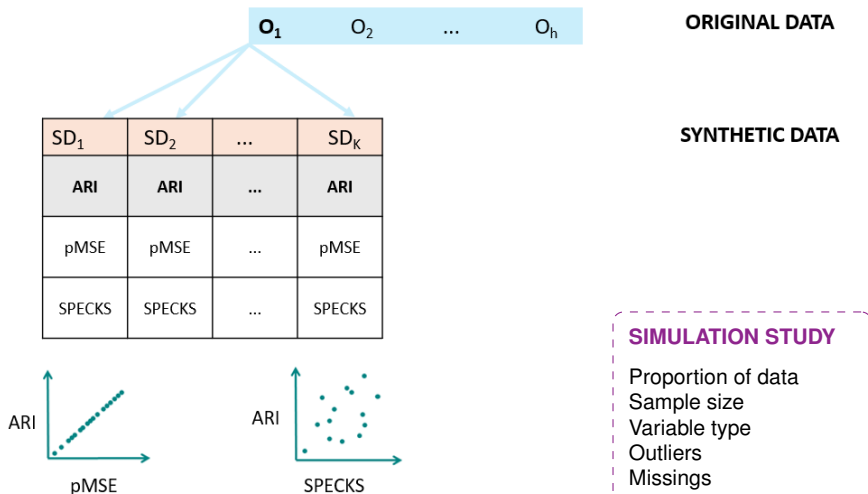 O1 O2 ... Oh ORIGINAL DATA
SD1 SD2 ... SDK SYNTHETIC DATA
ARI ARI ... ARI
pMSE pMSE ... pMSE
SPECKS SPECKS ... SPECKS
ARI
pMSE
ARI
SPECKS
SIMULATION STUDY
Proportion of data
Sample size
Variable type
Outliers
Missings